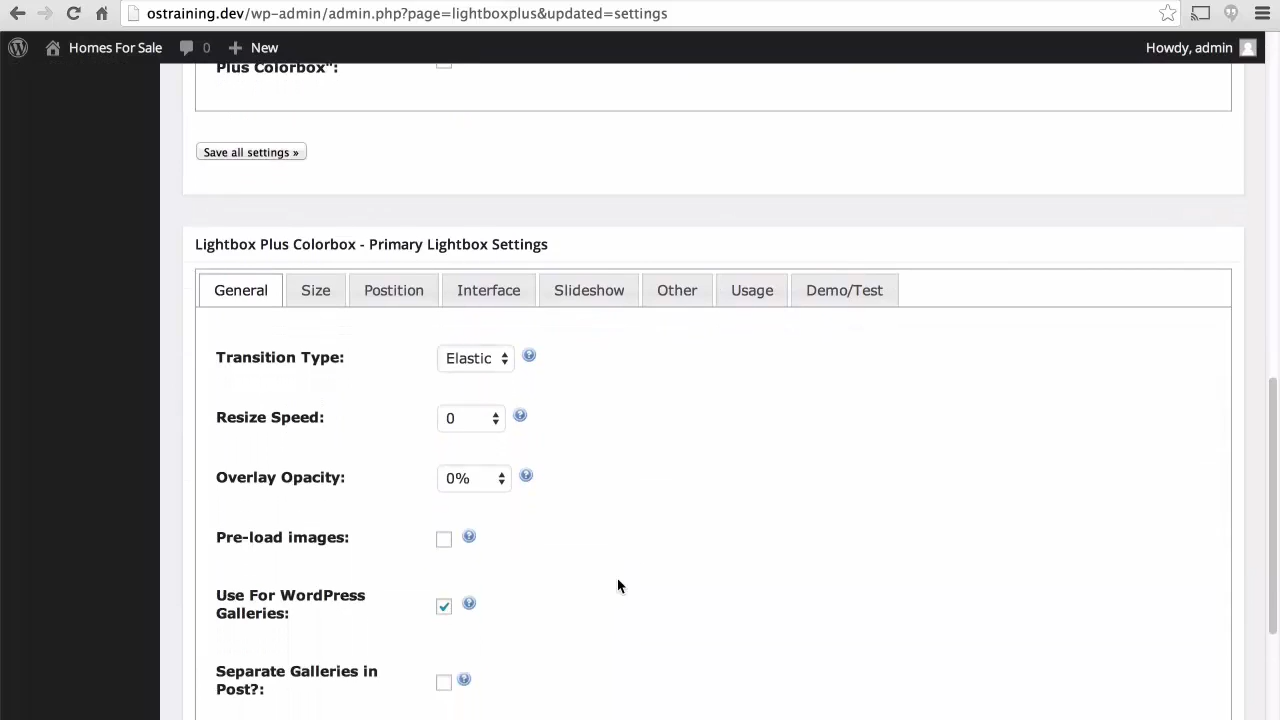 ostraining.dev/wp-admin/admin.php?page=lightboxplus&updated=settings
Homes For Sale 0 New Howdy, admin
Plus Colorbox":
Save all settings »
Lightbox Plus Colorbox - Primary Lightbox Settings
General Size Postition Interface Slideshow Other Usage Demo/Test
Transition Type: Elastic
Resize Speed: 0
Overlay Opacity: 0%
Pre-load images:
Use For WordPress
Galleries:
Separate Galleries in
Post?: